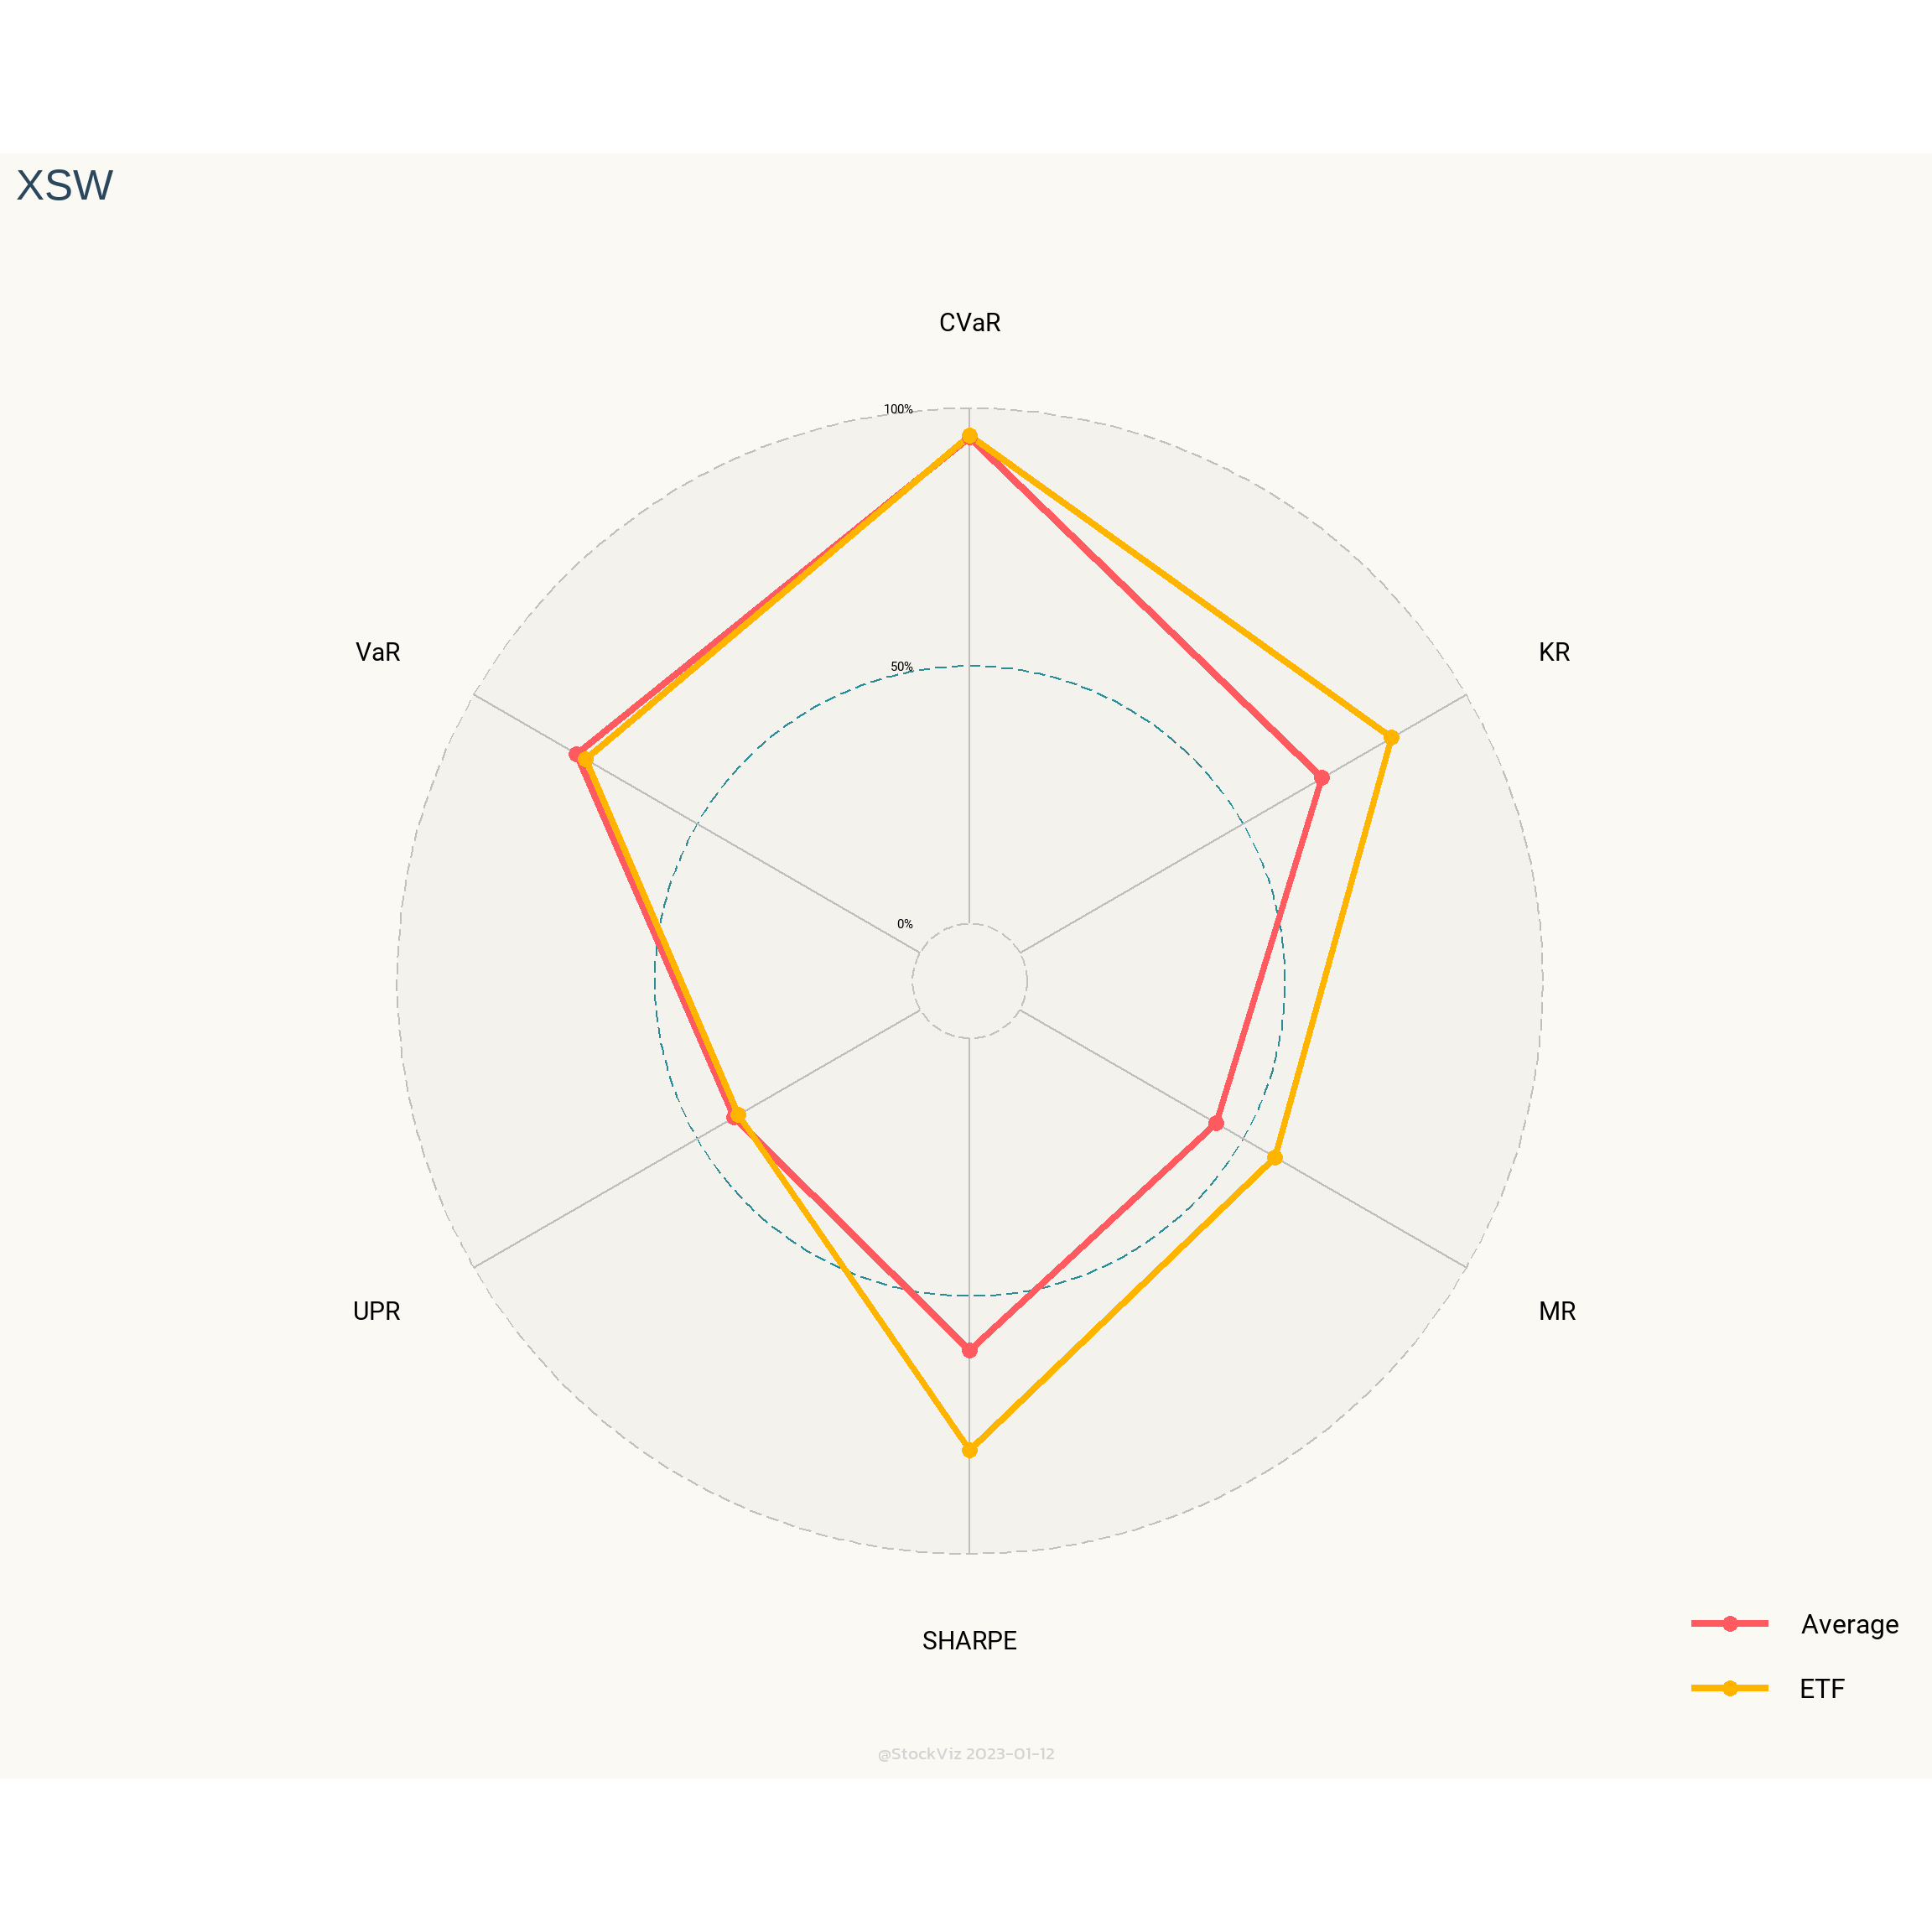 XSW
CVaR
100%
VaR
KR
50%
0%
UPR
MR
SHARPE
Average
ETF
@StockViz 2023-01-12